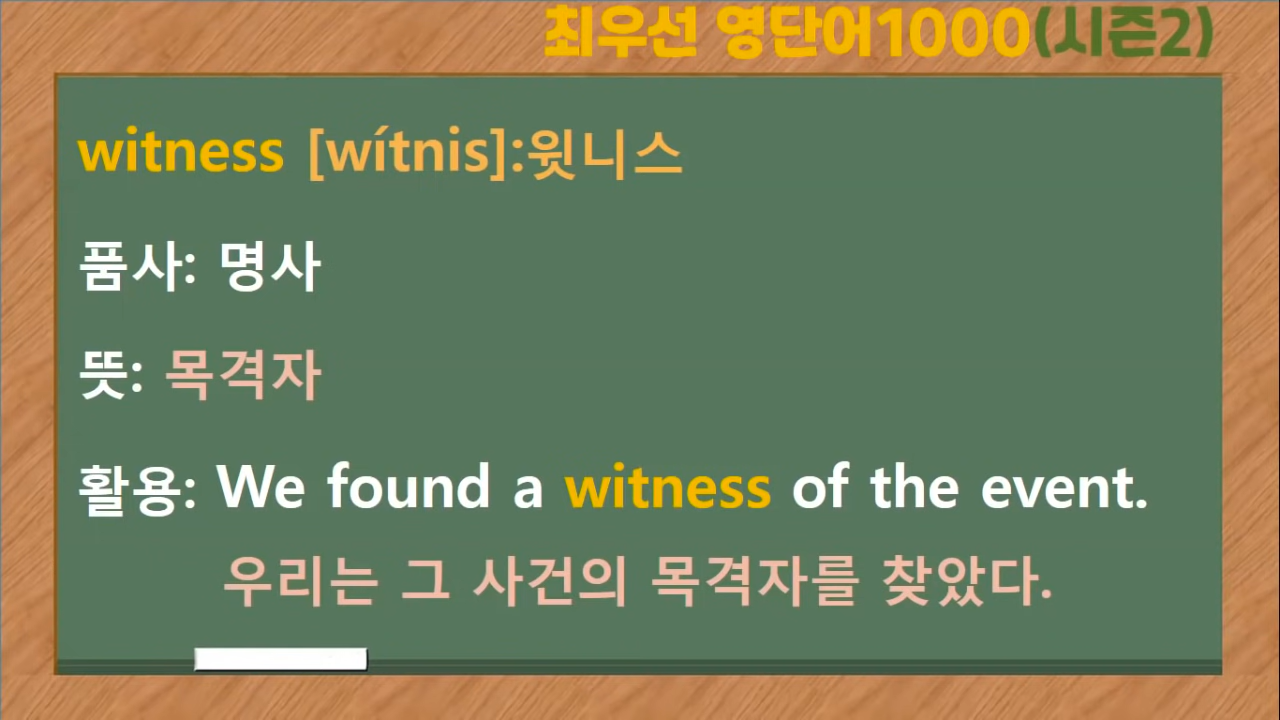 최우선 영단어1000(시즌2)
witness [wítnis]:윗니스
품사: 명사
뜻: 목격자
활용: We found a witness of the event.
우리는 그 사건의 목격자를 찾았다.